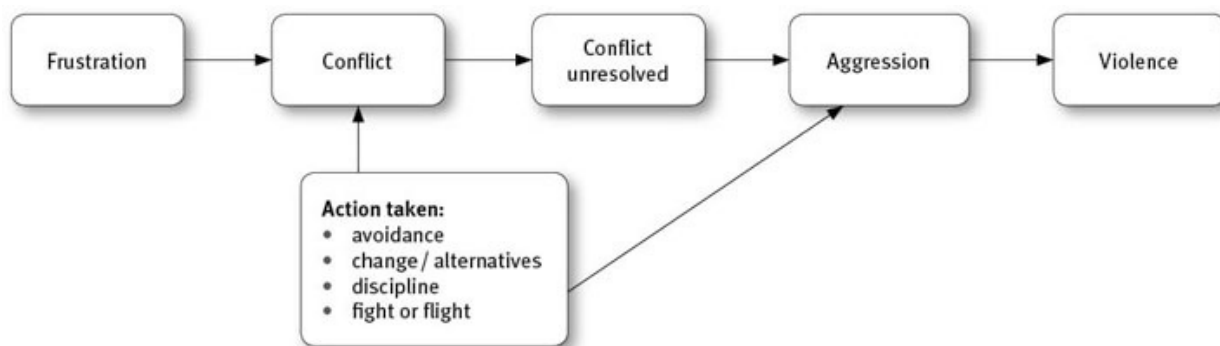 Frustration
Conflict
Conflict
unresolved
Aggression
Violence
Action taken:
• avoidance
• change / alternatives
• discipline
• fight or flight